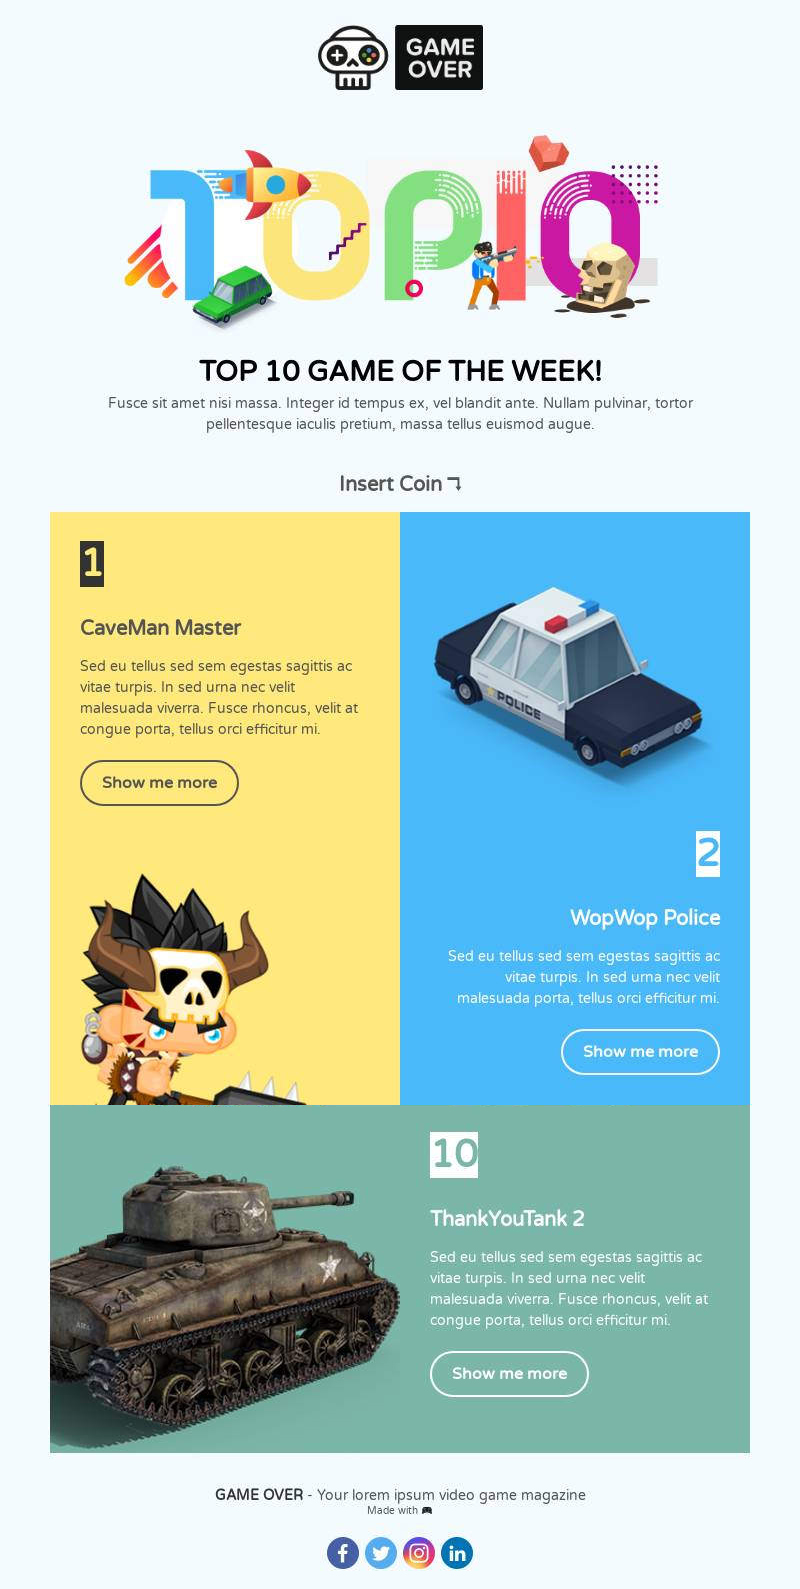 GAME
OVER
TOP10
TOP 10 GAME OF THE WEEK!
Fusce sit amet nisi massa. Integer id tempus ex, vel blandit ante. Nullam pulvinar, tortor
pellentesque iaculis pretium, massa tellus euismod augue.
Insert Coin
1
CaveMan Master
Sed eu tellus sed sem egestas sagittis ac
vitae turpis. In sed urna nec velit
malesuada viverra. Fusce rhoncus, velit at
congue porta, tellus orci efficitur mi.
Show me more
POLICE
2
WopWop Police
Sed eu tellus sed sem egestas sagittis ac
vitae turpis. In sed urna nec velit
malesuada porta, tellus orci efficitur mi.
Show me more
10
ThankYouTank 2
Sed eu tellus sed sem egestas sagittis ac
vitae turpis. In sed urna nec velit
malesuada viverra. Fusce rhoncus, velit at
congue porta, tellus orci efficitur mi.
Show me more
GAME OVER - Your lorem ipsum video game magazine
Made with